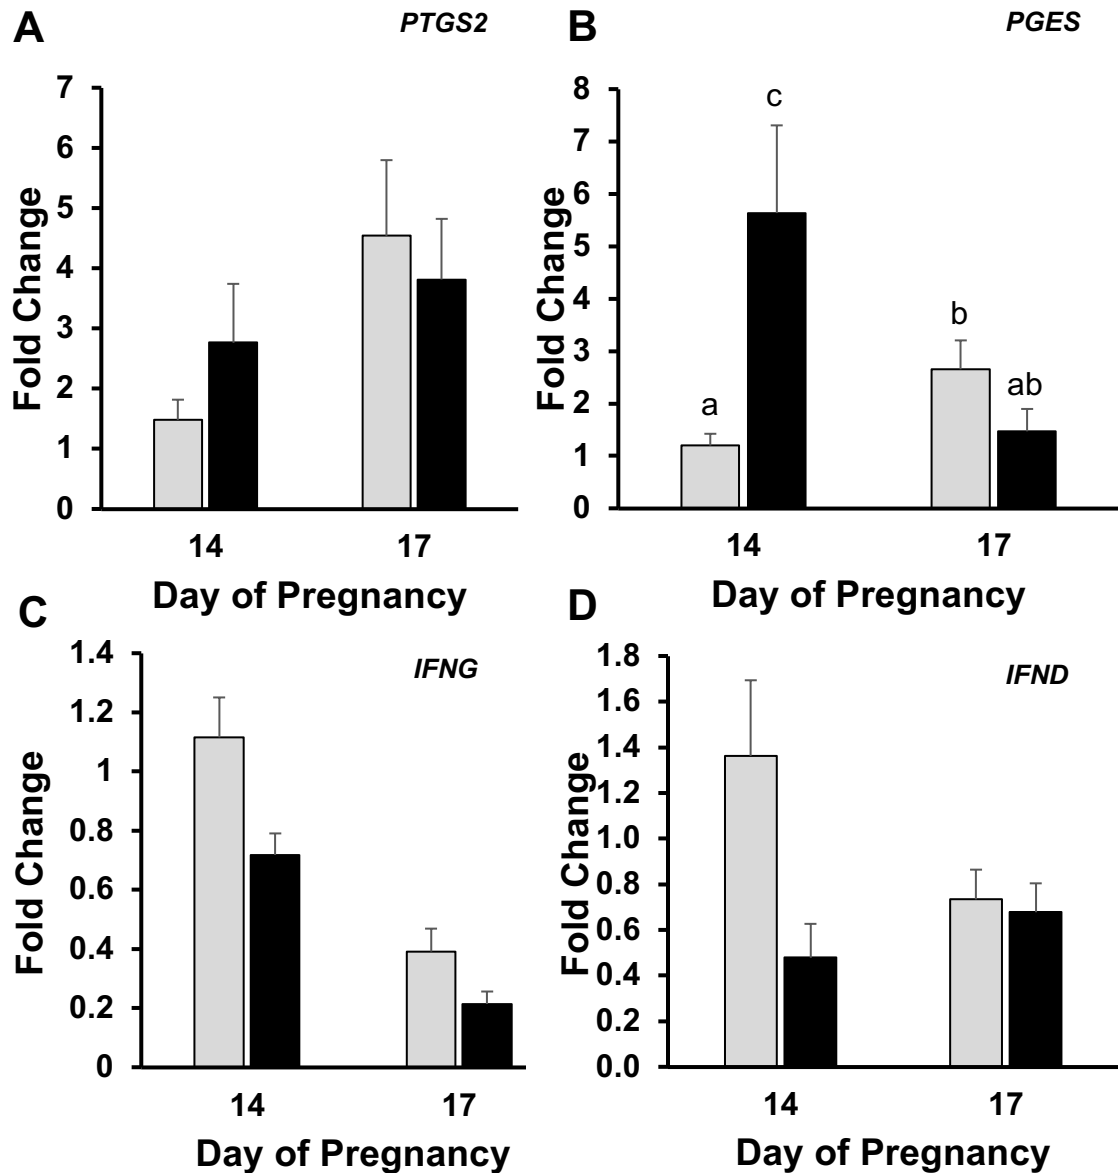 A
PTGS2
Fold Change
7
6
5
4
3
2
1
0
14
17
Day of Pregnancy
B
PGES
Fold Change
8
7
6
5
4
3
2
1
0
a
c
b
ab
14
17
Day of Pregnancy
C
IFNG
Fold Change
1.4
1.2
1
0.8
0.6
0.4
0.2
0
14
17
Day of Pregnancy
D
IFND
Fold Change
1.8
1.6
1.4
1.2
1.0
0.8
0.6
0.4
0.2
0.0
14
17
Day of Pregnancy